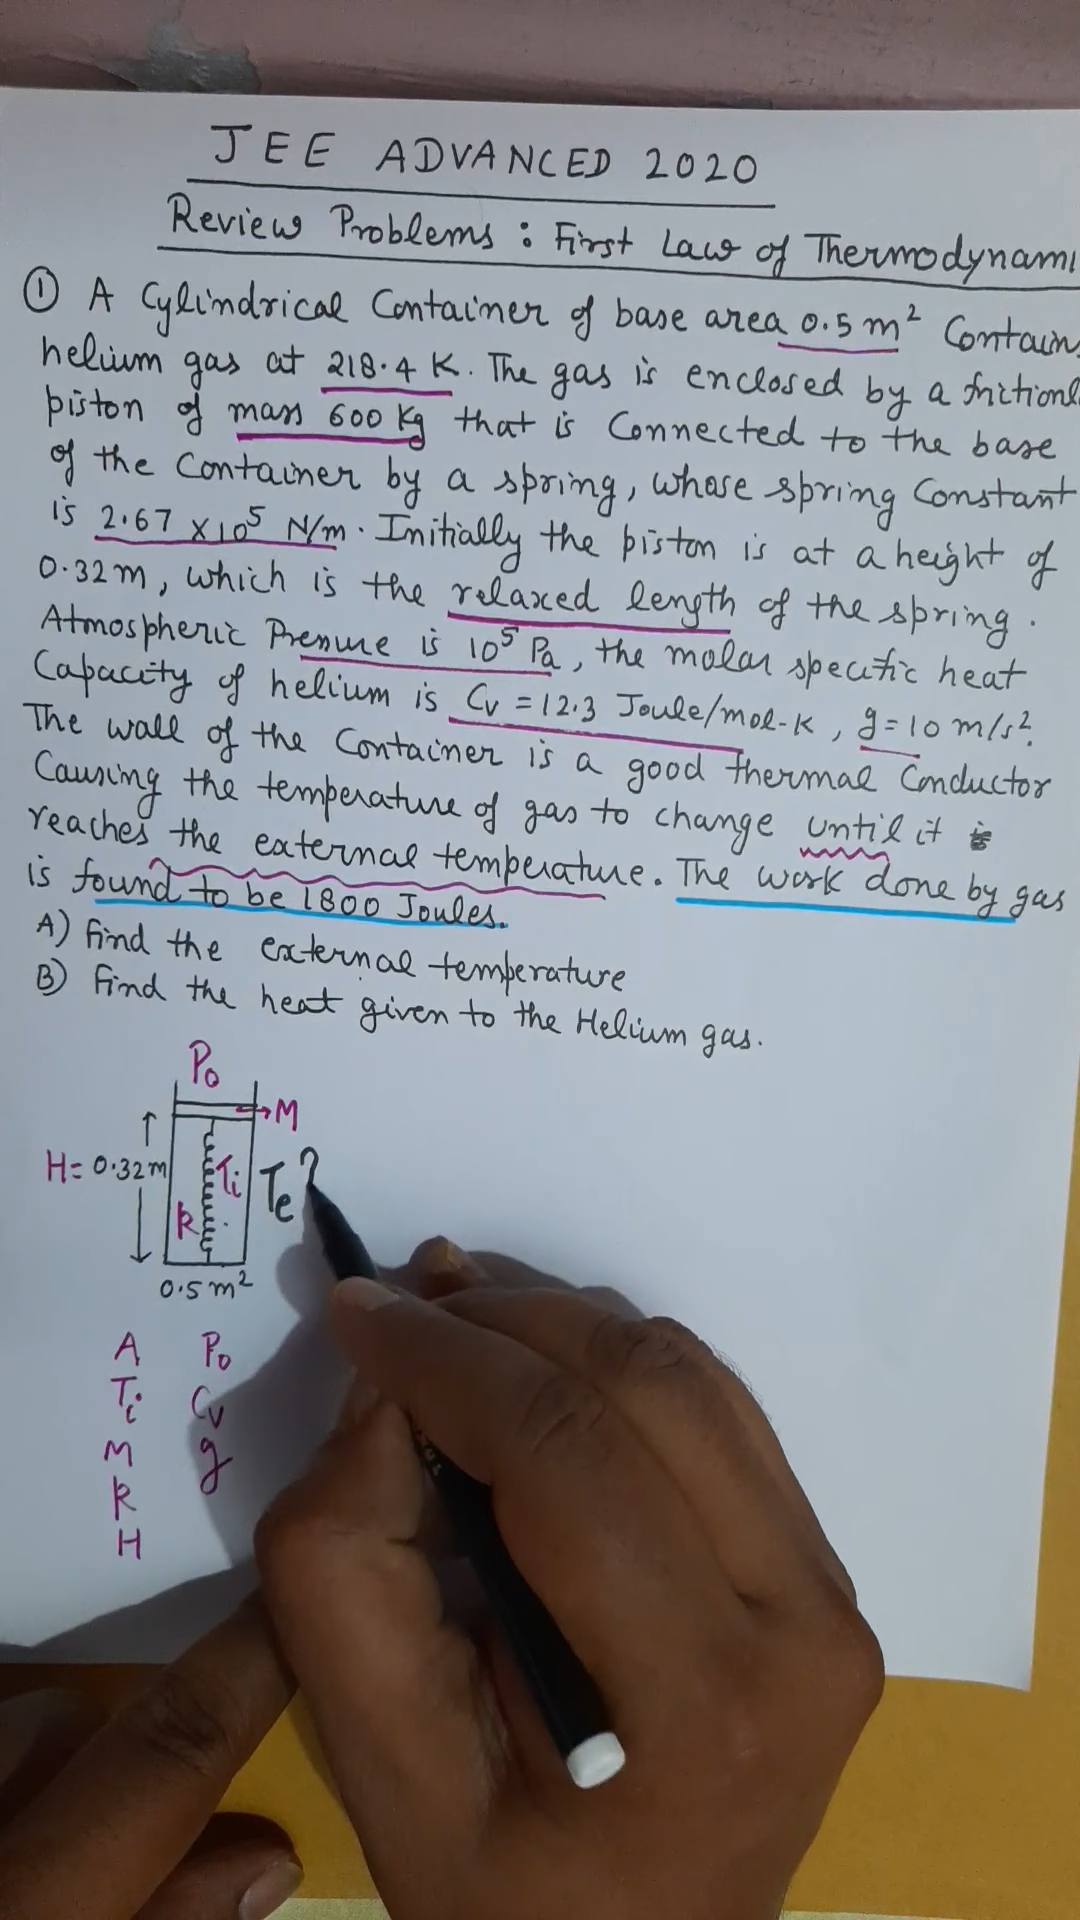 JEE ADVANCED 2020
Review Problems : First Law of Thermodynami
① A Cylindrical Container of base area 0.5 m² Contain
helium gas at 218.4 K. The gas is enclosed by a frictionl
piston of mass 600 Kg that is Connected to the base
of the Container by a spring, whose spring Constant
is 2.67 ×10⁵ N/m. Initially the piston is at a height of
0.32m, which is the relaxed length of the spring.
Atmospheric Pressure is 10⁵ Pa, the molar specific heat
Capacity of helium is Cv = 12.3 Joule/mol-K, g = 10 m/s².
The wall of the Container is a good thermal Conductor
Causing the temperature of gas to change until it
reaches the external temperature. The work done by gas
is found to be 1800 Joules.
A) find the external temperature
B) Find the heat given to the Helium gas.
P₀
→M
H= 0.32m
Ti
Te?
k
0.5 m²
A P₀
Ti Cv
M g
k
H